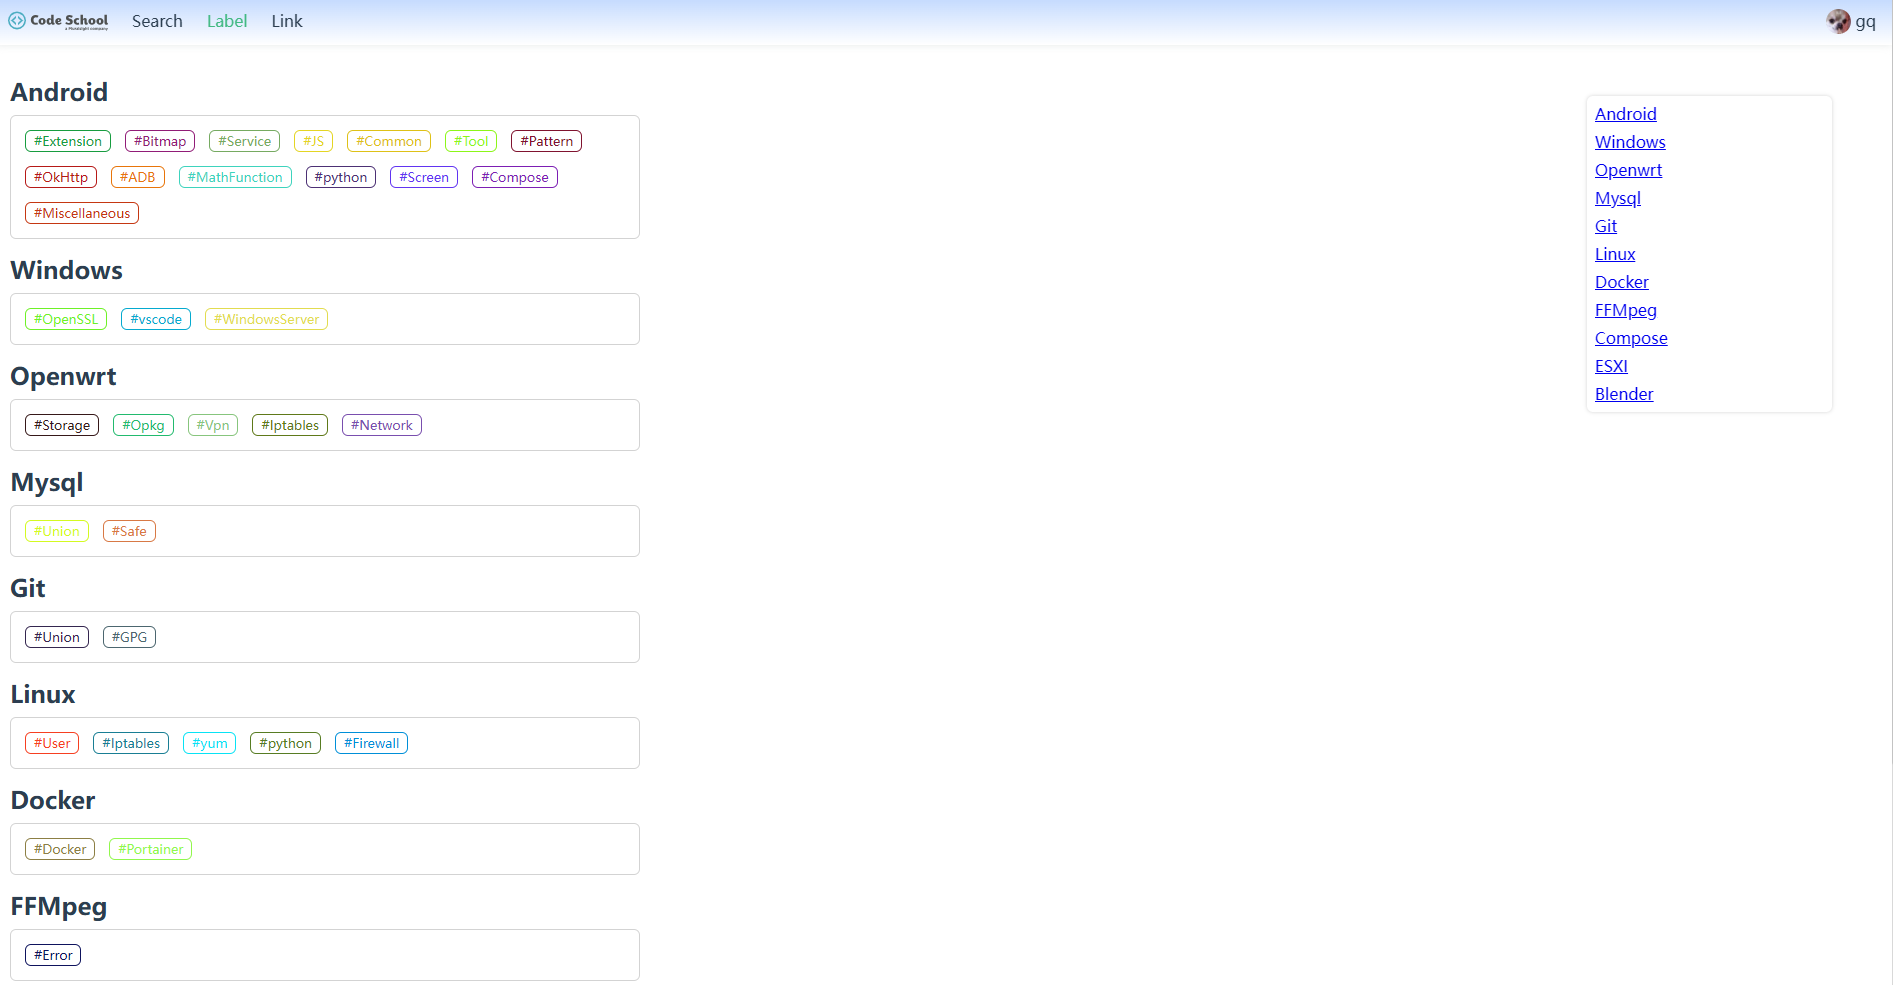 Code School
a Pluralsight company
Search Label Link
gq
Android
#Extension #Bitmap #Service #JS #Common #Tool #Pattern
#OkHttp #ADB #MathFunction #python #Screen #Compose
#Miscellaneous
Windows
#OpenSSL #vscode #WindowsServer
Openwrt
#Storage #Opkg #Vpn #Iptables #Network
Mysql
#Union #Safe
Git
#Union #GPG
Linux
#User #Iptables #yum #python #Firewall
Docker
#Docker #Portainer
FFMpeg
#Error
Android
Windows
Openwrt
Mysql
Git
Linux
Docker
FFMpeg
Compose
ESXI
Blender